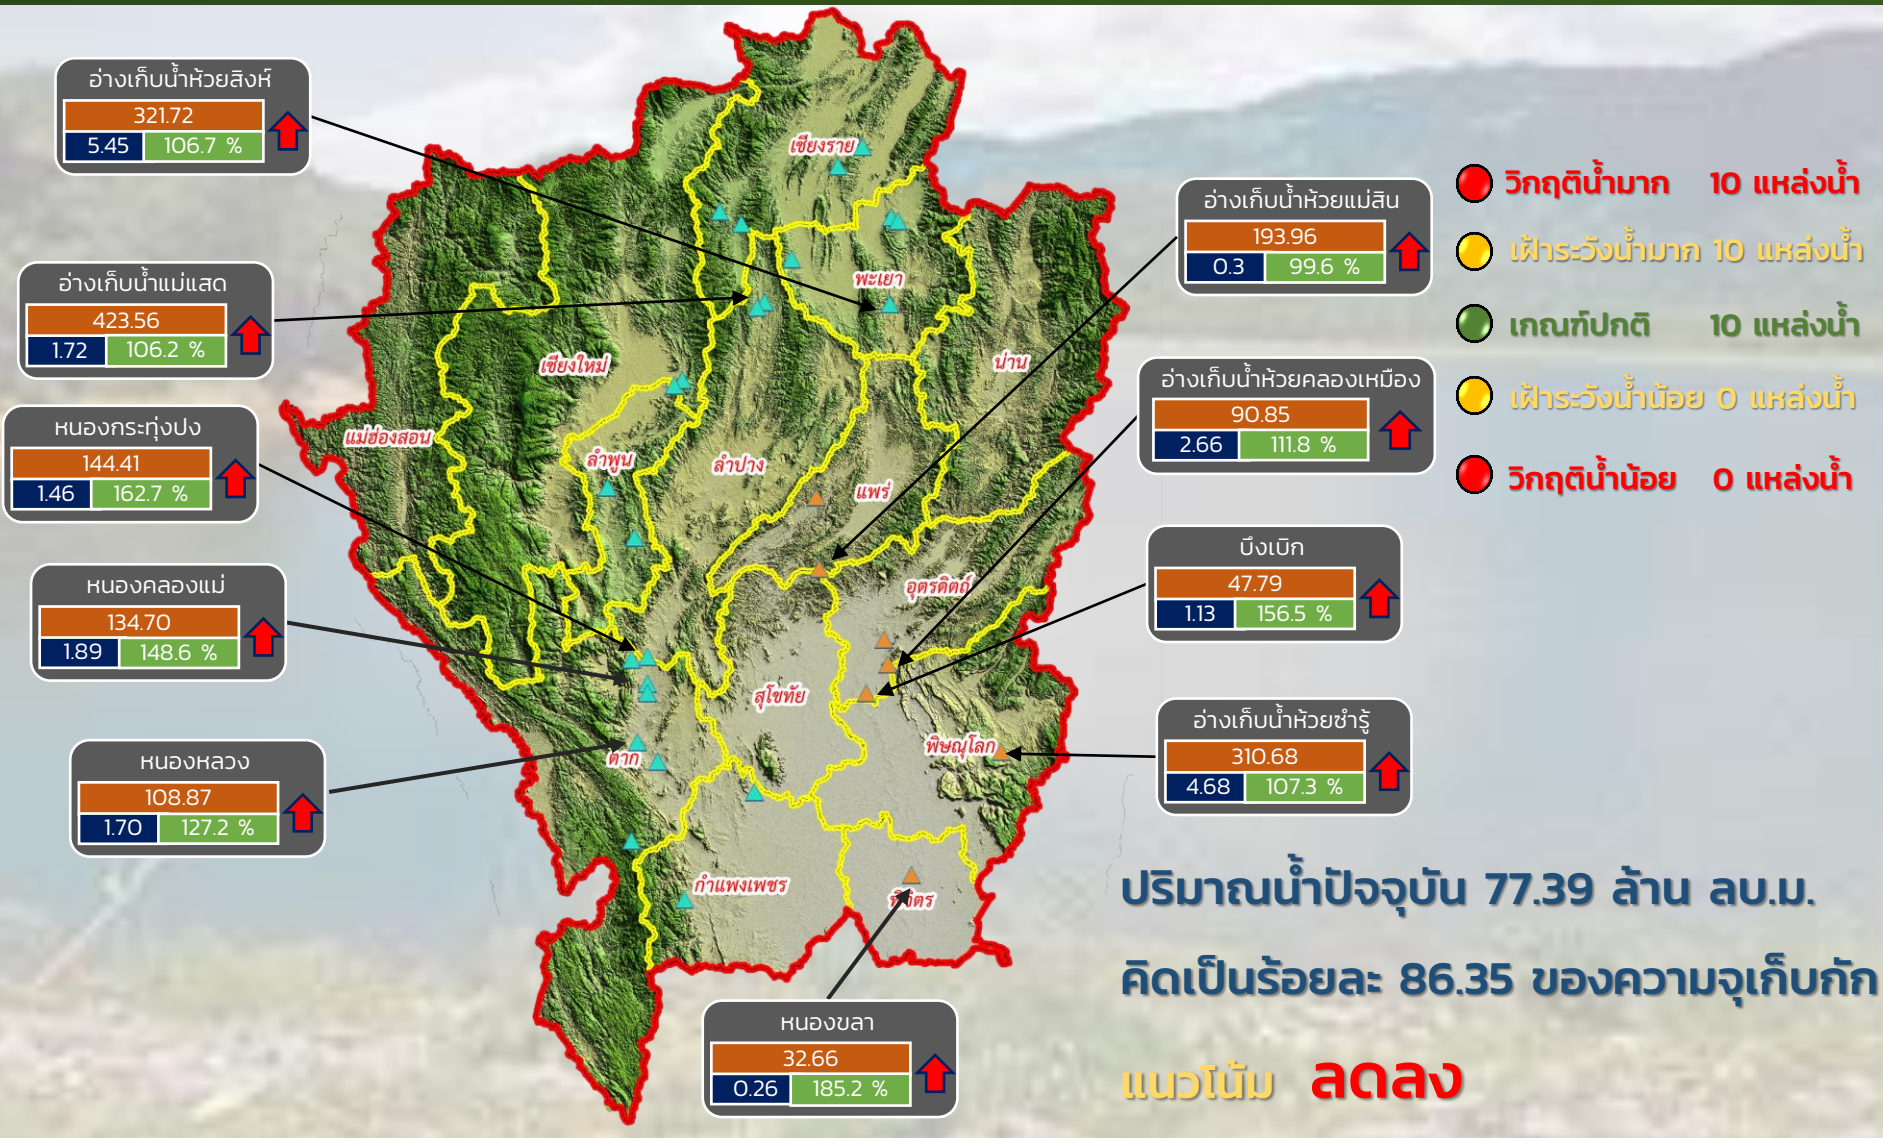 อ่างเก็บน้ำห้วยสิงห์
321.72
5.45 106.7 %
อ่างเก็บน้ำแม่แสด
423.56
1.72 106.2 %
หนองกระทุ่งปง
144.41
1.46 162.7 %
หนองคลองแม่
134.70
1.89 148.6 %
หนองหลวง
108.87
1.70 127.2 %
เชียงราย
พะเยา
น่าน
เชียงใหม่
แม่ฮ่องสอน
ลำพูน
ลำปาง
แพร่
อุตรดิตถ์
สุโขทัย
ตาก
พิษณุโลก
กำแพงเพชร
พิจิตร
หนองขลา
32.66
0.26 185.2 %
อ่างเก็บน้ำห้วยแม่สิน
193.96
0.3 99.6 %
อ่างเก็บน้ำห้วยคลองเหมือง
90.85
2.66 111.8 %
บึงเบิก
47.79
1.13 156.5 %
อ่างเก็บน้ำห้วยซำรู้
310.68
4.68 107.3 %
วิกฤติน้ำมาก 10 แหล่งน้ำ
เฝ้าระวังน้ำมาก 10 แหล่งน้ำ
เกณฑ์ปกติ 10 แหล่งน้ำ
เฝ้าระวังน้ำน้อย 0 แหล่งน้ำ
วิกฤติน้ำน้อย 0 แหล่งน้ำ
ปริมาณน้ำปัจจุบัน 77.39 ล้าน ลบ.ม.
คิดเป็นร้อยละ 86.35 ของความจุเก็บกัก
แนวโน้ม ลดลง